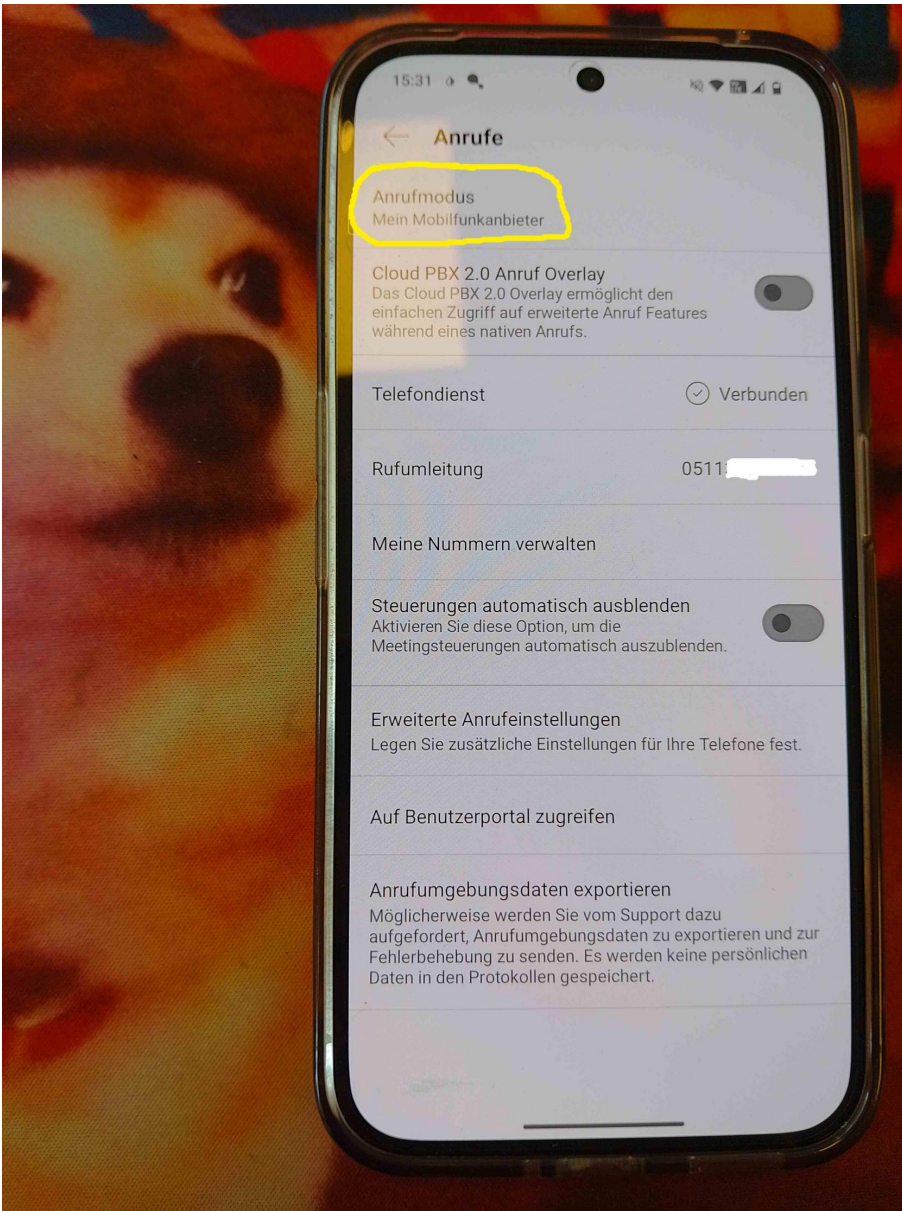 15:31
Anrufe
Anrufmodus
Mein Mobilfunkanbieter
Cloud PBX 2.0 Anruf Overlay
Das Cloud PBX 2.0 Overlay ermöglicht den
einfachen Zugriff auf erweiterte Anruf Features
während eines nativen Anrufs.
Telefondienst
Verbunden
Rufumleitung
0511
Meine Nummern verwalten
Steuerungen automatisch ausblenden
Aktivieren Sie diese Option, um die
Meetingsteuerungen automatisch auszublenden.
Erweiterte Anrufeinstellungen
Legen Sie zusätzliche Einstellungen für Ihre Telefone fest.
Auf Benutzerportal zugreifen
Anrufumgebungsdaten exportieren
Möglicherweise werden Sie vom Support dazu
aufgefordert, Anrufumgebungsdaten zu exportieren und zur
Fehlerbehebung zu senden. Es werden keine persönlichen
Daten in den Protokollen gespeichert.